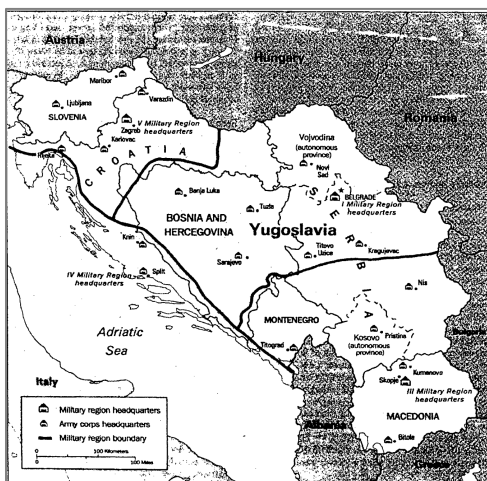 Austria
Hungary
Romania
Maribor
Varazdin
Ljubljana
SLOVENIA
Zagreb
V Military Region
headquarters
Karlovac
Rijeka
CROATIA
Vojvodina
(autonomous
province)
Novi
Sad
BELGRADE
I Military Region
headquarters
Banja Luka
Tuzla
BOSNIA AND
HERCEGOVINA
Yugoslavia
SERBIA
Knin
Titovo
Uzice
Kragujevac
Sarajevo
IV Military Region
headquarters
Split
Nis
Adriatic
Sea
MONTENEGRO
Kosovo
(autonomous
province)
Pristina
Titograd
Bulgaria
Kumanovo
Skopje
III Military Region
headquarters
Italy
Albania
MACEDONIA
Bitola
Greece
Military region headquarters
Army corps headquarters
Military region boundary
0 100 Kilometers
0 100 Miles